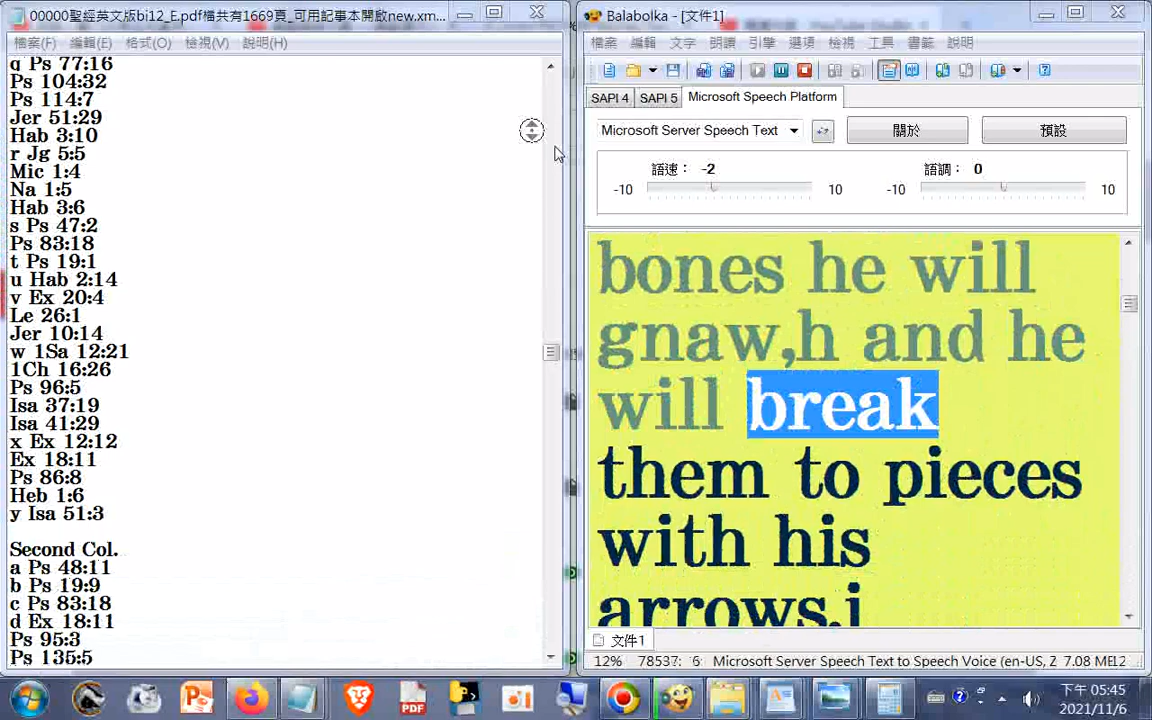 00000聖經英文版bi12_E.pdf檔共有1669頁_可用記事本開啟new.xm...
檔案(F) 編輯(E) 格式(O) 檢視(V) 說明(H)
q Ps 77:16
Ps 104:32
Ps 114:7
Jer 51:29
Hab 3:10
r Jg 5:5
Mic 1:4
Na 1:5
Hab 3:6
s Ps 47:2
Ps 83:18
t Ps 19:1
u Hab 2:14
v Ex 20:4
Le 26:1
Jer 10:14
w 1Sa 12:21
1Ch 16:26
Ps 96:5
Isa 37:19
Isa 41:29
x Ex 12:12
Ex 18:11
Ps 86:8
Heb 1:6
y Isa 51:3
Second Col.
a Ps 48:11
b Ps 19:9
c Ps 83:18
d Ex 18:11
Ps 95:3
Ps 135:5
Balabolka - [文件1]
檔案 編輯 文字 朗讀 引擎 選項 檢視 工具 書籤 說明
SAPI 4 SAPI 5 Microsoft Speech Platform
Microsoft Server Speech Text 關於 預設
語速： -2 語調： 0
-10 10 -10 10
bones he will
gnaw,h and he
will break
them to pieces
with his
arrows.i
文件1
12% 78537: 6 Microsoft Server Speech Text to Speech Voice (en-US, Z 7.08 ME12
下午 05:45
2021/11/6